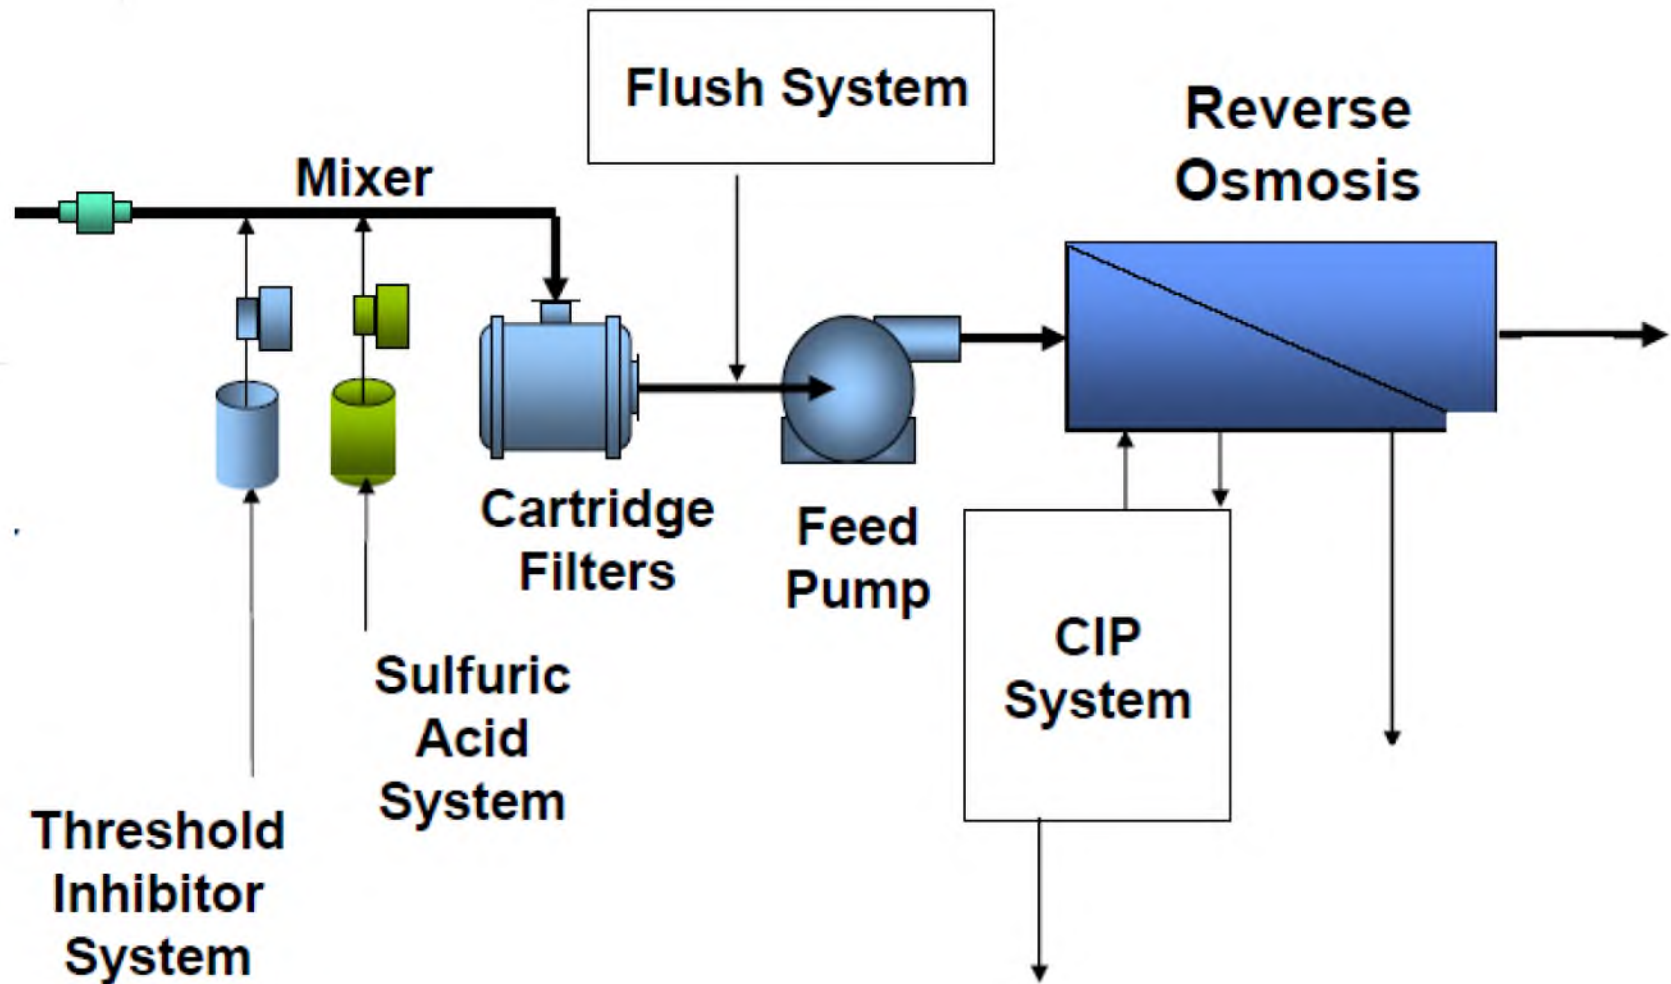 Flush System
Reverse
Osmosis
Mixer
Cartridge
Filters
Feed
Pump
CIP
System
Sulfuric
Acid
System
Threshold
Inhibitor
System